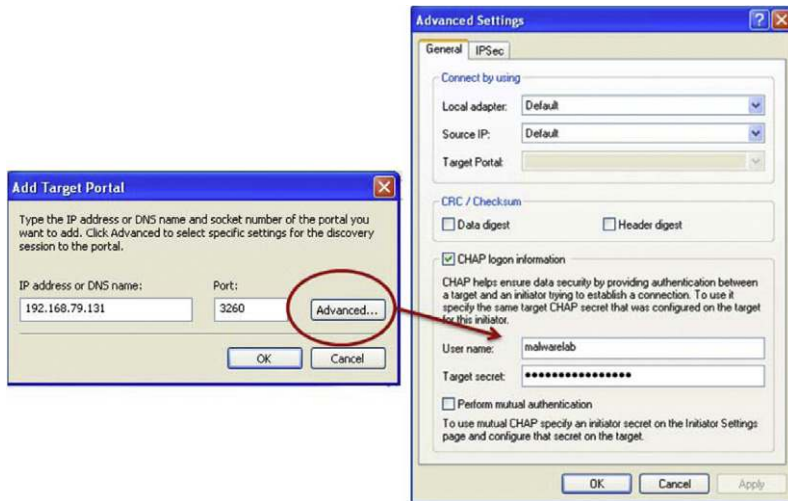 Add Target Portal
Type the IP address or DNS name and socket number of the portal you
want to add. Click Advanced to select specific settings for the discovery
session to the portal.
IP address or DNS name:
Port:
192.168.79.131
3260
Advanced...
OK
Cancel
Advanced Settings
General
IPSec
Connect by using
Local adapter:
Default
Source IP:
Default
Target Portal:
CRC / Checksum
Data digest
Header digest
CHAP logon information
CHAP helps ensure data security by providing authentication between
a target and an initiator trying to establish a connection. To use it
specify the same target CHAP secret that was configured on the target
for this initiator.
User name:
malwarelab
Target secret:
••••••••••••••••
Perform mutual authentication
To use mutual CHAP specify an initiator secret on the Initiator Settings
page and configure that secret on the target.
OK
Cancel
Apply